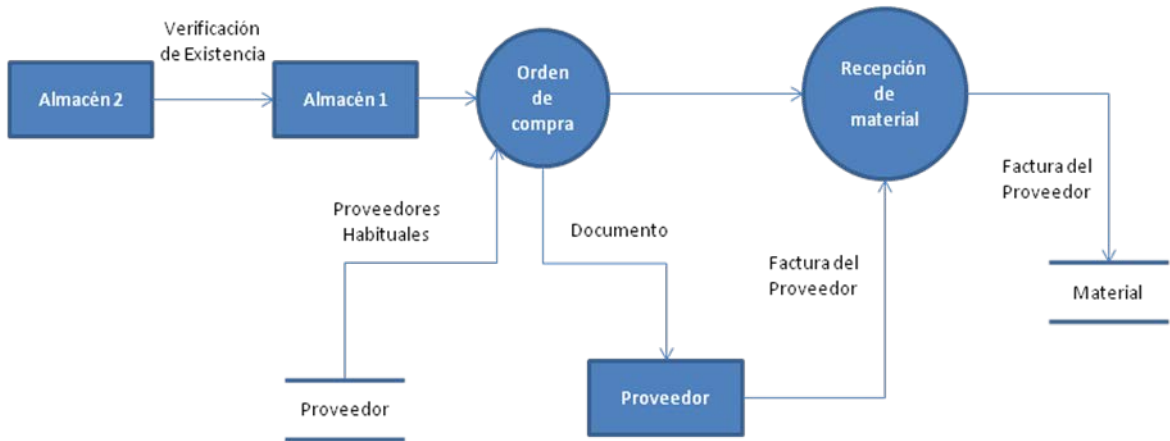 Verificación
de Existencia
Almacén 2
Almacén 1
Orden
de
compra
Recepción
de
material
Factura del
Proveedor
Proveedores
Habituales
Documento
Factura del
Proveedor
Material
Proveedor
Proveedor